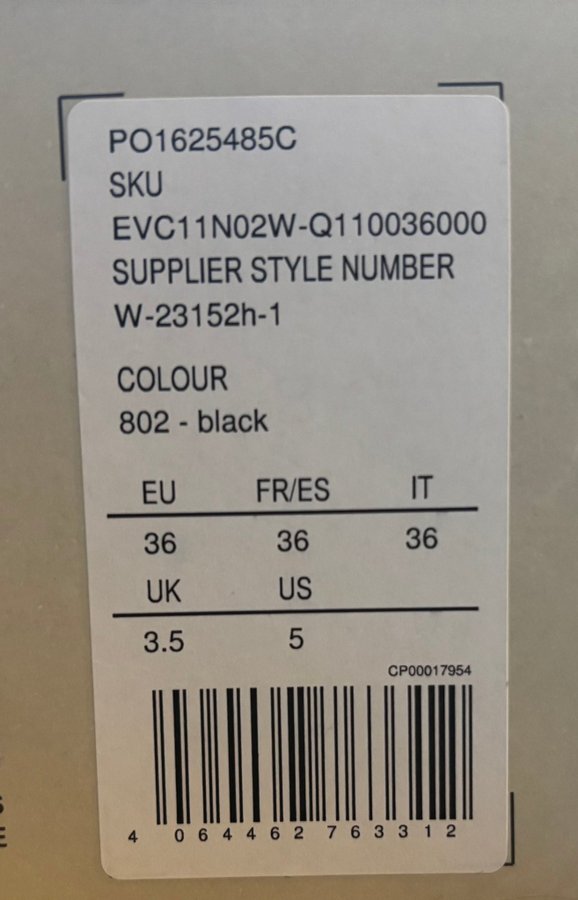 PO1625485C
SKU
EVC11N02W-Q110036000
SUPPLIER STYLE NUMBER
W-23152h-1
COLOUR
802 - black
EU FR/ES IT
36 36 36
UK US
3.5 5
CP00017954
4 064462 763312